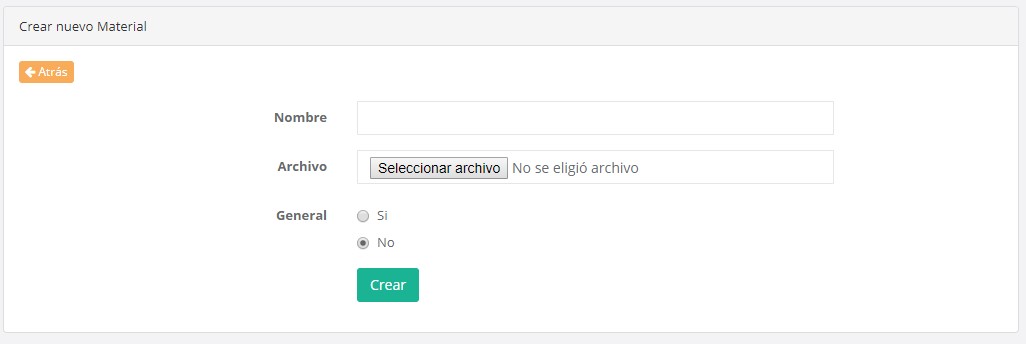 Crear nuevo Material
Atrás
Nombre
Archivo Seleccionar archivo No se eligió archivo
General Si
No
Crear